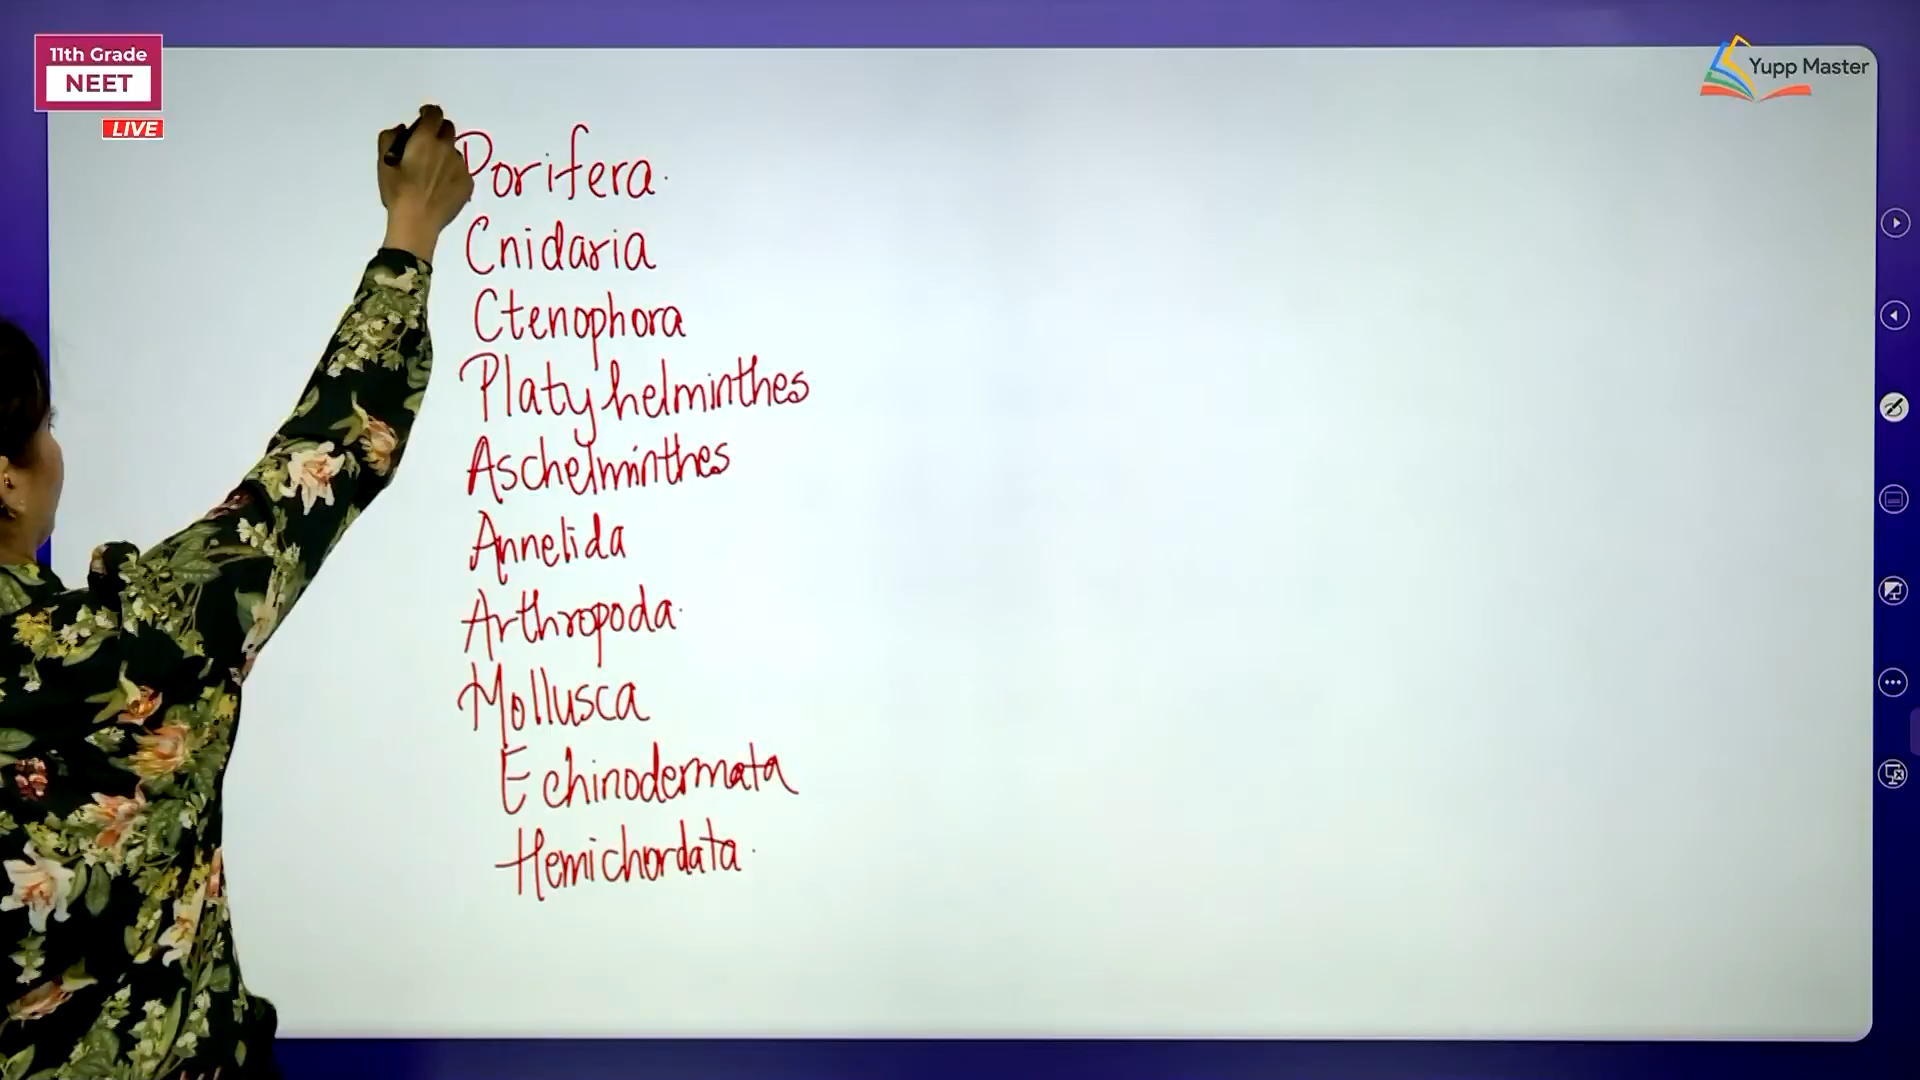 11th Grade
NEET
LIVE
Yupp Master
Porifera.
Cnidaria
Ctenophora
Platyhelminthes
Aschelminthes
Annelida
Arthropoda.
Mollusca
Echinodermata
Hemichordata.